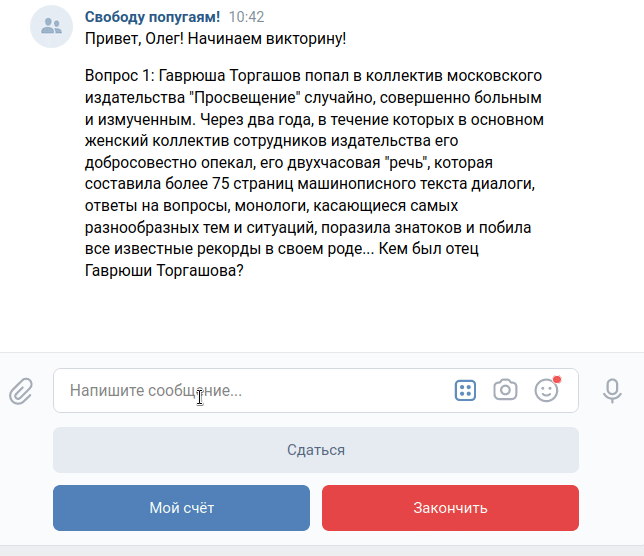 Свободу попугаям! 10:42
Привет, Олег! Начинаем викторину!
Вопрос 1: Гаврюша Торгашов попал в коллектив московского
издательства "Просвещение" случайно, совершенно больным
и измученным. Через два года, в течение которых в основном
женский коллектив сотрудников издательства его
добросовестно опекал, его двухчасовая "речь", которая
составила более 75 страниц машинописного текста диалоги,
ответы на вопросы, монологи, касающиеся самых
разнообразных тем и ситуаций, поразила знатоков и побила
все известные рекорды в своем роде... Кем был отец
Гаврюши Торгашова?
Напишите сообщение...
Сдаться
Мой счёт Закончить